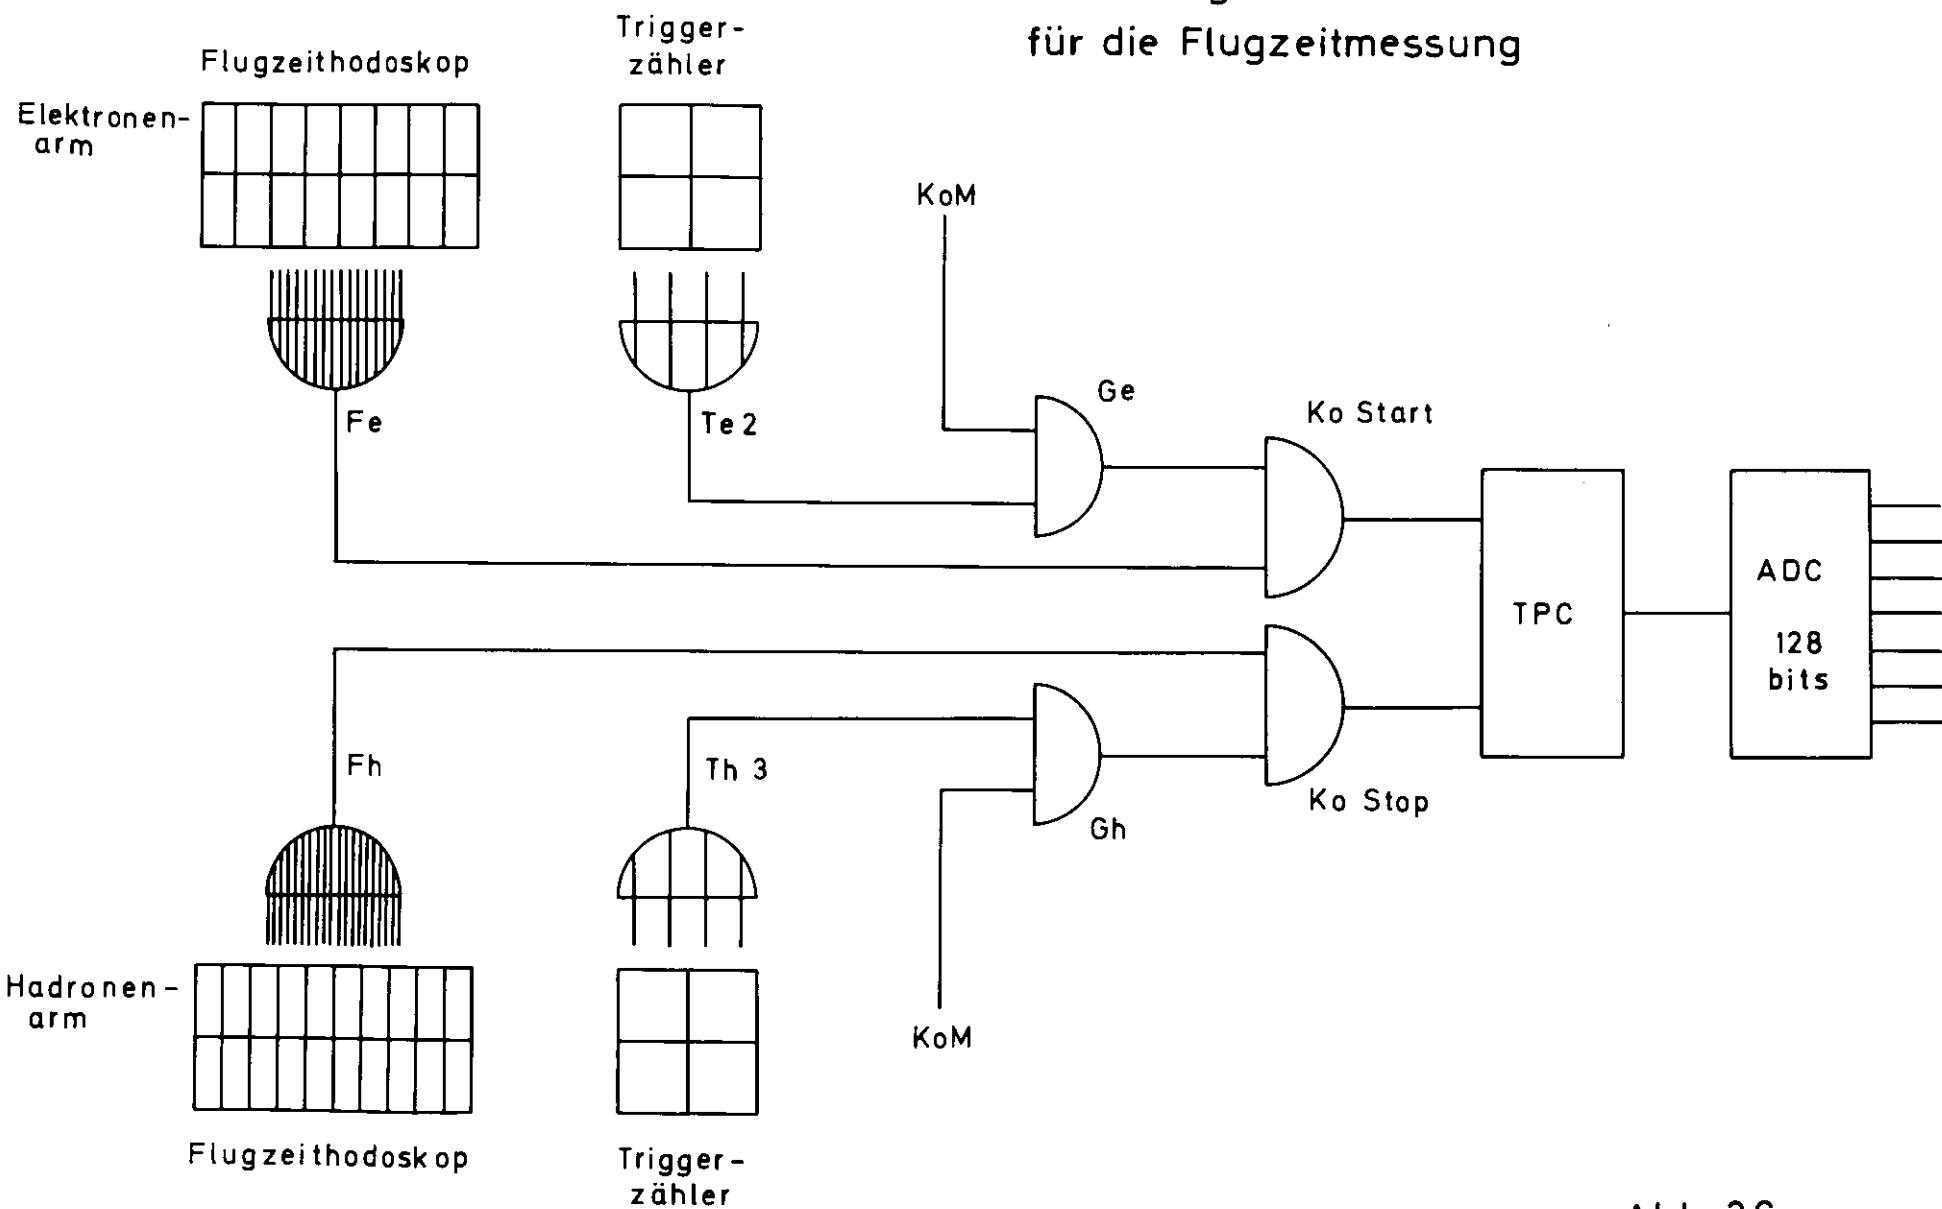 für die Flugzeitmessung
Flugzeithodoskop
Trigger-
zähler
Elektronen-
arm
KoM
Fe
Te 2
Ge
Ko Start
TPC
ADC
128
bits
Fh
Th 3
Gh
Ko Stop
KoM
Hadronen-
arm
Flugzeithodoskop
Trigger-
zähler